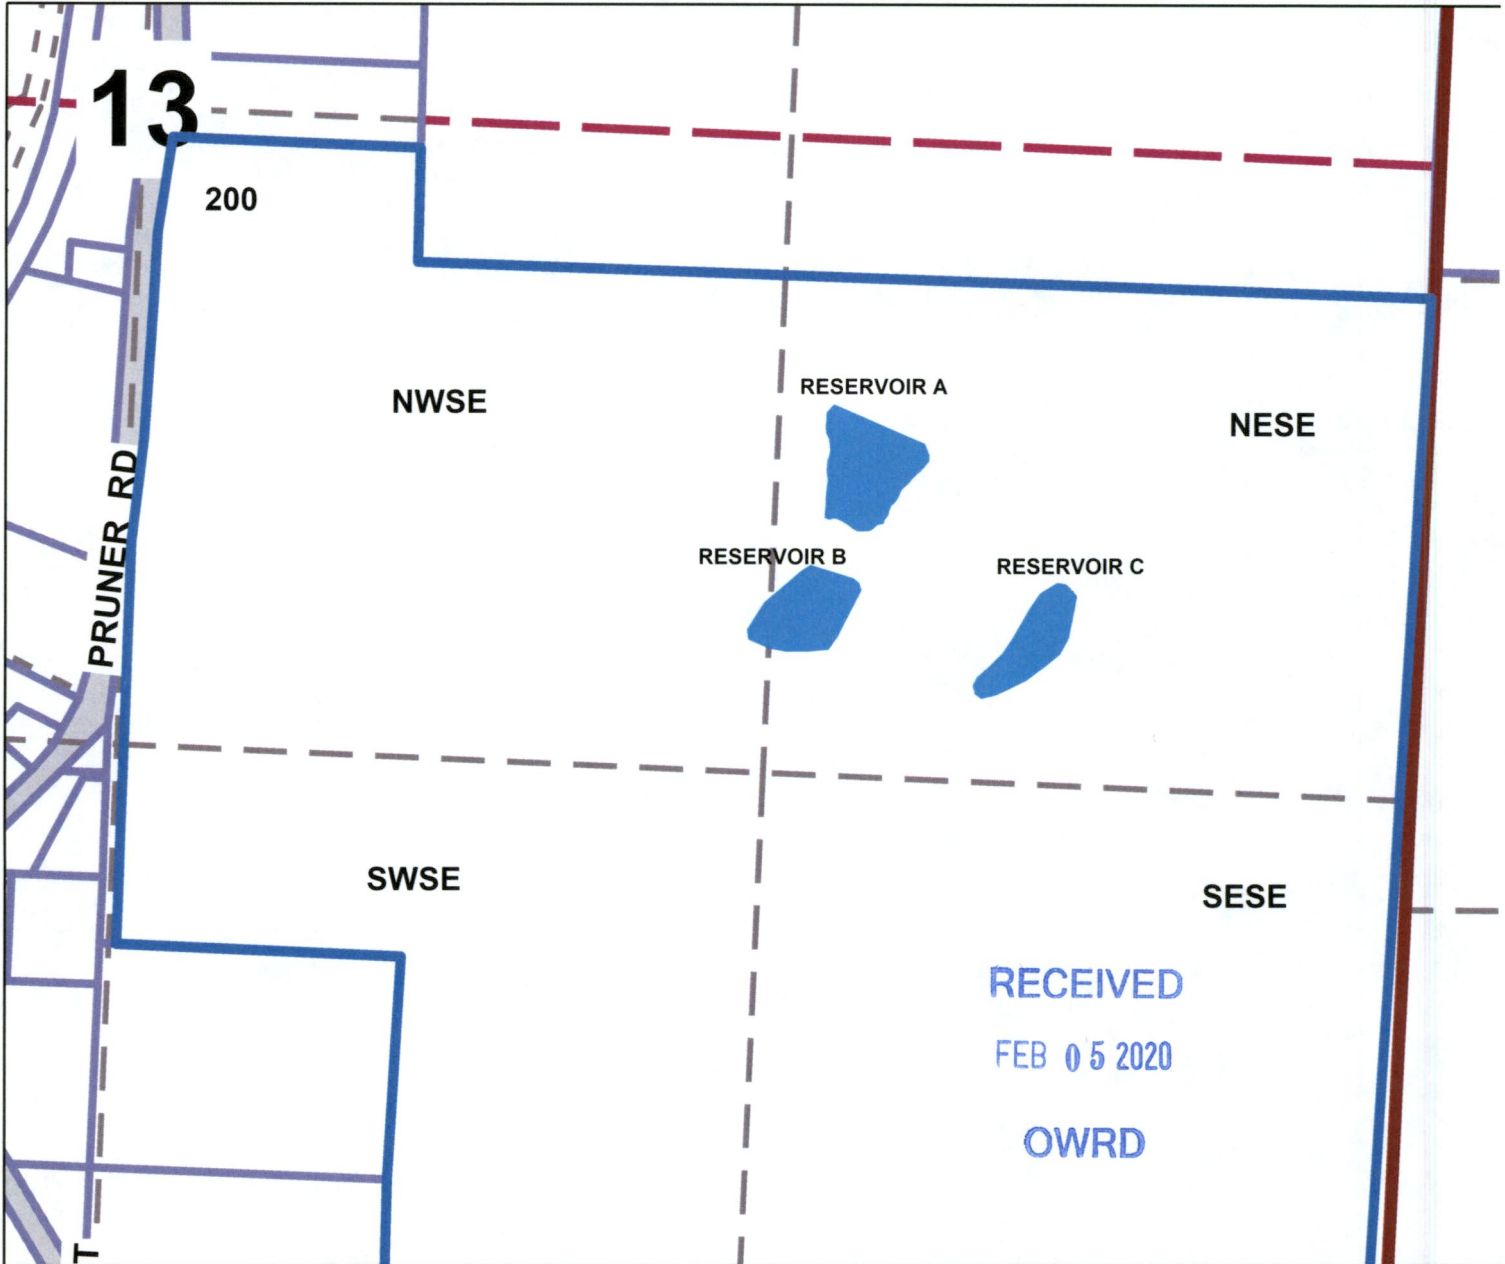 13
200
NWSE
RESERVOIR A
NESE
PRUNER RD
RESERVOIR B
RESERVOIR C
SWSE
SESE
RECEIVED
FEB 05 2020
OWRD
T